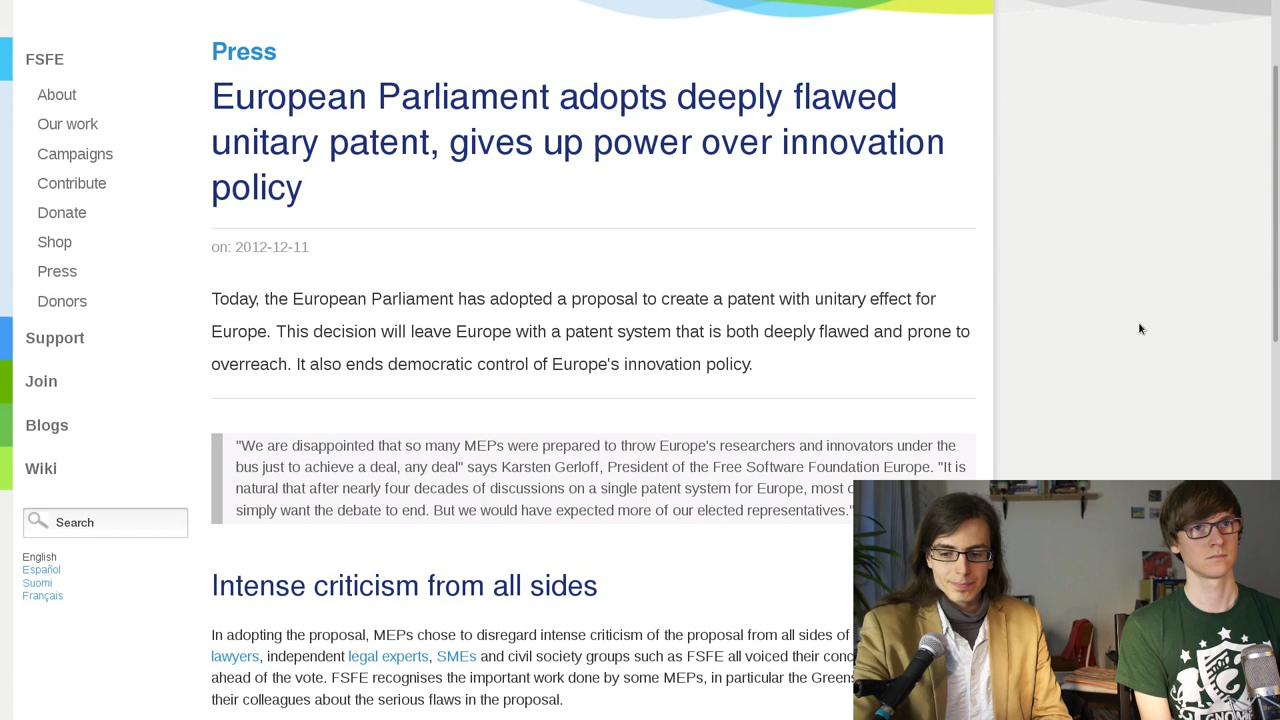 FSFE
About
Our work
Campaigns
Contribute
Donate
Shop
Press
Donors
Support
Join
Blogs
Wiki
Search
English
Español
Suomi
Français
Press
European Parliament adopts deeply flawed
unitary patent, gives up power over innovation
policy
on: 2012-12-11
Today, the European Parliament has adopted a proposal to create a patent with unitary effect for
Europe. This decision will leave Europe with a patent system that is both deeply flawed and prone to
overreach. It also ends democratic control of Europe's innovation policy.
"We are disappointed that so many MEPs were prepared to throw Europe's researchers and innovators under the
bus just to achieve a deal, any deal" says Karsten Gerloff, President of the Free Software Foundation Europe. "It is
natural that after nearly four decades of discussions on a single patent system for Europe, most
simply want the debate to end. But we would have expected more of our elected representatives."
Intense criticism from all sides
In adopting the proposal, MEPs chose to disregard intense criticism of the proposal from all sides of
lawyers, independent legal experts, SMEs and civil society groups such as FSFE all voiced their
ahead of the vote. FSFE recognises the important work done by some MEPs, in particular the Greens
their colleagues about the serious flaws in the proposal.